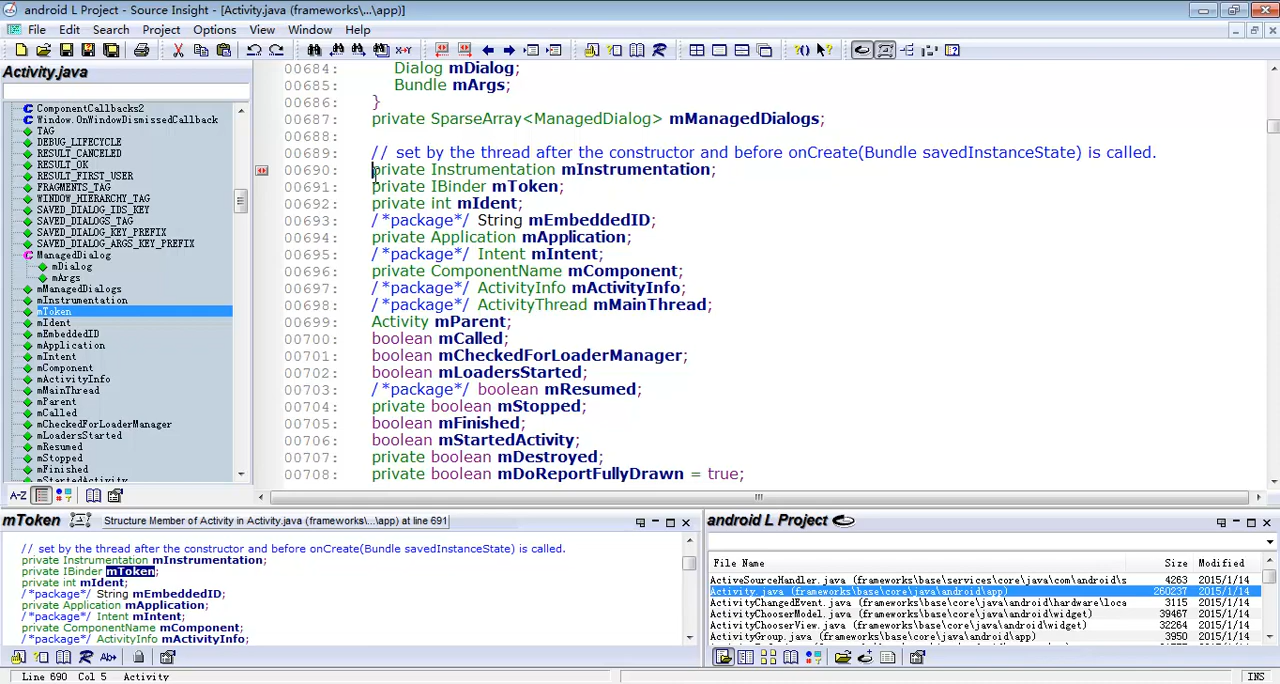 android L Project - Source Insight - [Activity.java (frameworks\...\app)]
File Edit Search Project Options View Window Help
Activity.java
ComponentCallbacks2
Window.OnWindowDismissedCallback
TAG
DEBUG_LIFECYCLE
RESULT_CANCELED
RESULT_OK
RESULT_FIRST_USER
FRAGMENTS_TAG
WINDOW_HIERARCHY_TAG
SAVED_DIALOG_IDS_KEY
SAVED_DIALOGS_TAG
SAVED_DIALOG_KEY_PREFIX
SAVED_DIALOG_ARGS_KEY_PREFIX
ManagedDialog
mDialog
mArgs
mManagedDialogs
mInstrumentation
mToken
mIdent
mEmbeddedID
mApplication
mIntent
mComponent
mActivityInfo
mMainThread
mParent
mCalled
mCheckedForLoaderManager
mLoadersStarted
mResumed
mStopped
mFinished
mStartedActivity
A-Z
00684: Dialog mDialog;
00685: Bundle mArgs;
00686: }
00687: private SparseArray<ManagedDialog> mManagedDialogs;
00688:
00689: // set by the thread after the constructor and before onCreate(Bundle savedInstanceState) is called.
00690: private Instrumentation mInstrumentation;
00691: private IBinder mToken;
00692: private int mIdent;
00693: /*package*/ String mEmbeddedID;
00694: private Application mApplication;
00695: /*package*/ Intent mIntent;
00696: private ComponentName mComponent;
00697: /*package*/ ActivityInfo mActivityInfo;
00698: /*package*/ ActivityThread mMainThread;
00699: Activity mParent;
00700: boolean mCalled;
00701: boolean mCheckedForLoaderManager;
00702: boolean mLoadersStarted;
00703: /*package*/ boolean mResumed;
00704: private boolean mStopped;
00705: boolean mFinished;
00706: boolean mStartedActivity;
00707: private boolean mDestroyed;
00708: private boolean mDoReportFullyDrawn = true;
mToken Structure Member of Activity in Activity.java (frameworks\...\app) at line 691
// set by the thread after the constructor and before onCreate(Bundle savedInstanceState) is called.
private Instrumentation mInstrumentation;
private IBinder mToken;
private int mIdent;
/*package*/ String mEmbeddedID;
private Application mApplication;
/*package*/ Intent mIntent;
private ComponentName mComponent;
/*package*/ ActivityInfo mActivityInfo;
android L Project
File Name Size Modified
ActiveSourceHandler.java (frameworks\base\services\core\java\com\android\s 4263 2015/1/14
Activity.java (frameworks\base\core\java\android\app) 260237 2015/1/14
ActivityChangedEvent.java (frameworks\base\core\java\android\hardware\loca 3115 2015/1/14
ActivityChooserModel.java (frameworks\base\core\java\android\widget) 39467 2015/1/14
ActivityChooserView.java (frameworks\base\core\java\android\widget) 32264 2015/1/14
ActivityGroup.java (frameworks\base\core\java\android\app) 3950 2015/1/14
Line 690 Col 5 Activity
INS